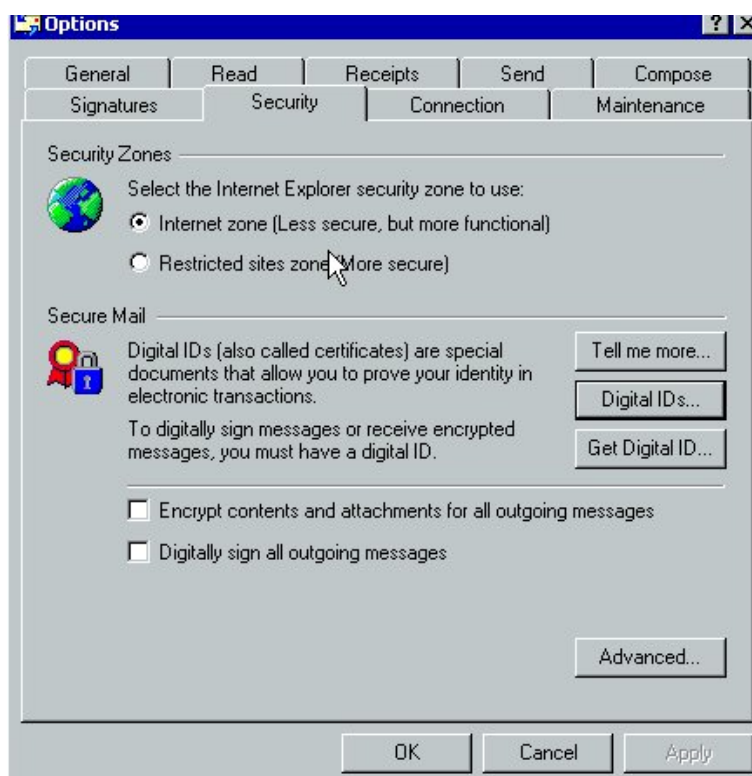 Options
General Read Receipts Send Compose
Signatures Security Connection Maintenance
Security Zones
Select the Internet Explorer security zone to use:
Internet zone (Less secure, but more functional)
Restricted sites zone (More secure)
Secure Mail
Digital IDs (also called certificates) are special
documents that allow you to prove your identity in
electronic transactions.
To digitally sign messages or receive encrypted
messages, you must have a digital ID.
Tell me more...
Digital IDs...
Get Digital ID...
Encrypt contents and attachments for all outgoing messages
Digitally sign all outgoing messages
Advanced...
OK Cancel Apply